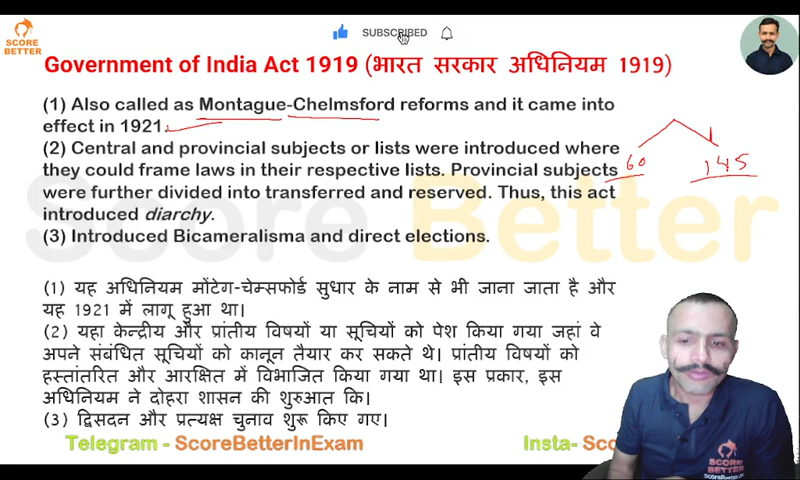 SCORE
BETTER
SUBSCRIBED
Government of India Act 1919 (भारत सरकार अधिनियम 1919)
(1) Also called as Montague-Chelmsford reforms and it came into
effect in 1921.
(2) Central and provincial subjects or lists were introduced where
they could frame laws in their respective lists. Provincial subjects
were further divided into transferred and reserved. Thus, this act
introduced diarchy.
(3) Introduced Bicameralisma and direct elections.
60
145
Score Better
(1) यह अधिनियम मोंटेग-चेम्सफोर्ड सुधार के नाम से भी जाना जाता है और
यह 1921 में लागू हुआ था।
(2) यहा केन्द्रीय और प्रांतीय विषयों या सूचियों को पेश किया गया जहां वे
अपने संबंधित सूचियों को कानून तैयार कर सकते थे। प्रांतीय विषयों को
हस्तांतरित और आरक्षित में विभाजित किया गया था। इस प्रकार, इस
अधिनियम ने दोहरा शासन की शुरुआत कि।
(3) द्विसदन और प्रत्यक्ष चुनाव शुरू किए गए।
Telegram - ScoreBetterInExam
Insta- Sco
SCORE
BETTER